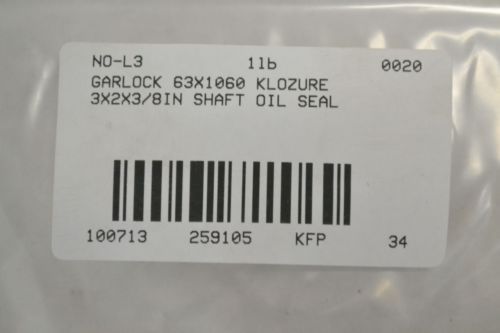 NO-L3 1lb 0020
GARLOCK 63X1060 KLOZURE
3X2X3/8IN SHAFT OIL SEAL
100713 259105 KFP 34